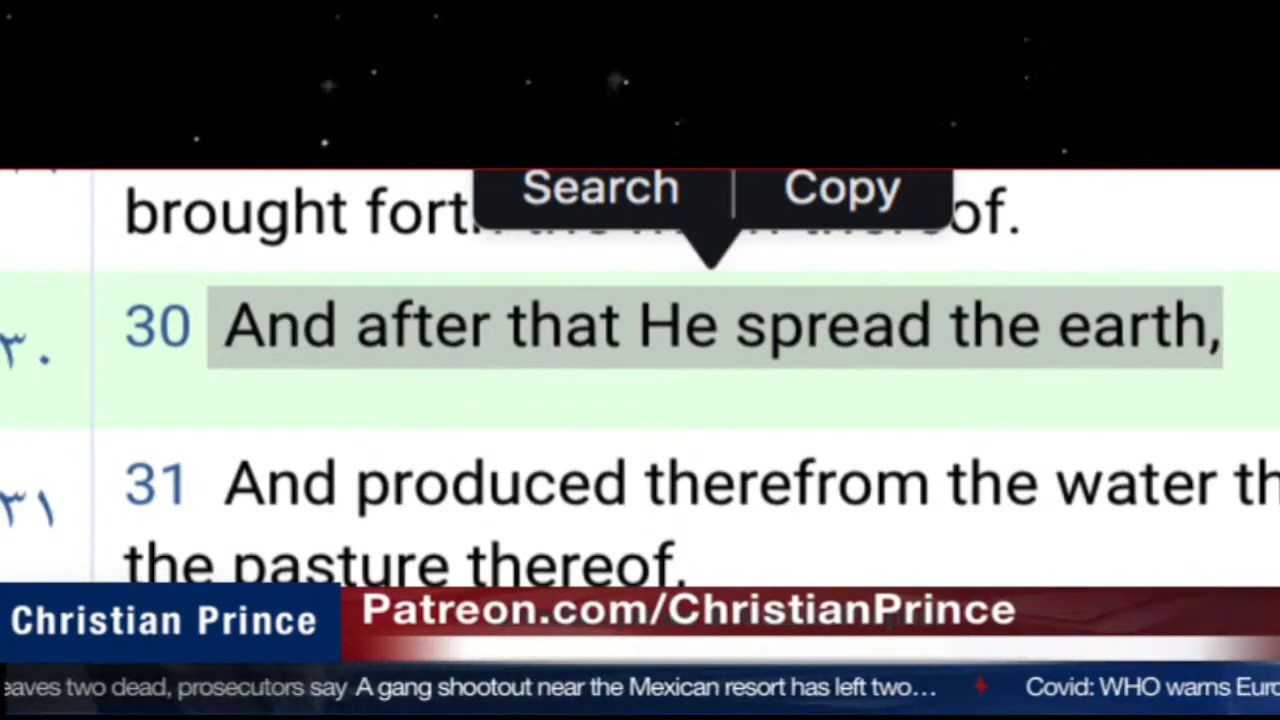 Search Copy
brought forth of.
30 And after that He spread the earth,
٣٠
31 And produced therefrom the water th
٣١
the pasture thereof.
Christian Prince
Patreon.com/ChristianPrince
eaves two dead, prosecutors say A gang shootout near the Mexican resort has left two… Covid: WHO warns Euro